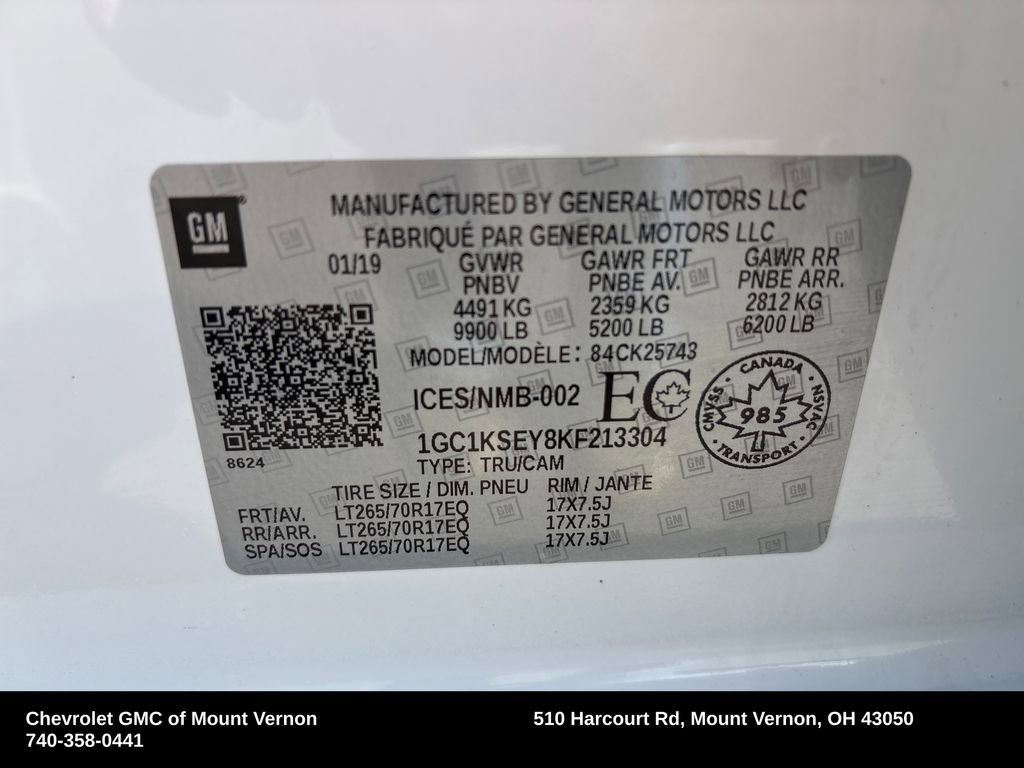 GM
MANUFACTURED BY GENERAL MOTORS LLC
FABRIQUÉ PAR GENERAL MOTORS LLC
01/19 GVWR GAWR FRT GAWR RR
PNBV PNBE AV. PNBE ARR.
4491 KG 2359 KG 2812 KG
9900 LB 5200 LB 6200 LB
MODEL/MODÈLE: 84CK25743
ICES/NMB-002 EC
CANADA
CMVSS 985 NSVAC
TRANSPORT
1GC1KSEY8KF213304
8624
TYPE: TRU/CAM
TIRE SIZE / DIM. PNEU RIM / JANTE
FRT/AV. LT265/70R17EQ 17X7.5J
RR/ARR. LT265/70R17EQ 17X7.5J
SPA/SOS LT265/70R17EQ 17X7.5J
Chevrolet GMC of Mount Vernon 510 Harcourt Rd, Mount Vernon, OH 43050
740-358-0441